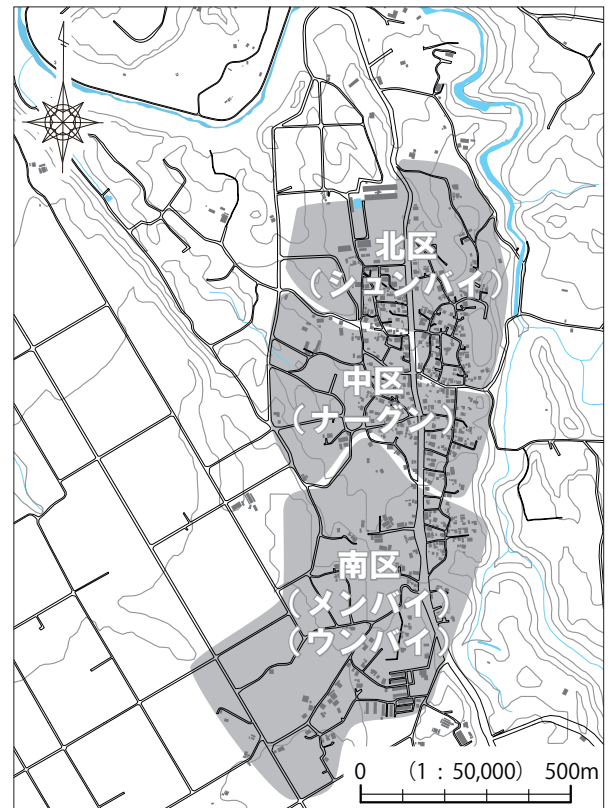 北区
（シュンバイ）
中区
（ナーグン）
南区
（メンバイ）
（ウンバイ）
0 （1：50,000） 500m